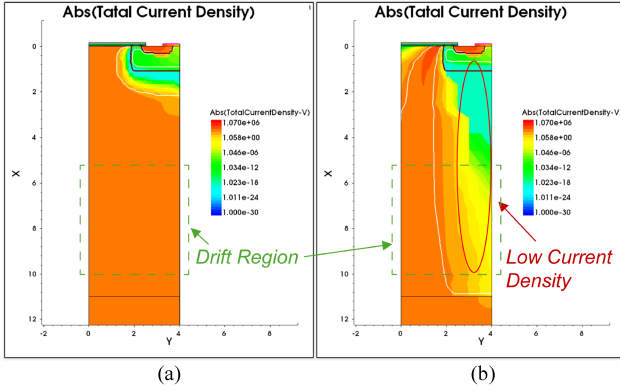 Abs(Tatal Current Density)
1
0
2
4
6
8
10
12
X
-2
0
2
4
6
8
Y
Abs(TotalCurrentDensity-V)
1.070e+06
1.058e+00
1.046e-06
1.034e-12
1.023e-18
1.011e-24
1.000e-30
Drift Region
(a)
Abs(Tatal Current Density)
0
2
4
6
8
10
12
X
-2
0
2
4
6
8
Y
Abs(TotalCurrentDensity-V)
1.070e+06
1.058e+00
1.046e-06
1.034e-12
1.023e-18
1.011e-24
1.000e-30
Low Current
Density
(b)